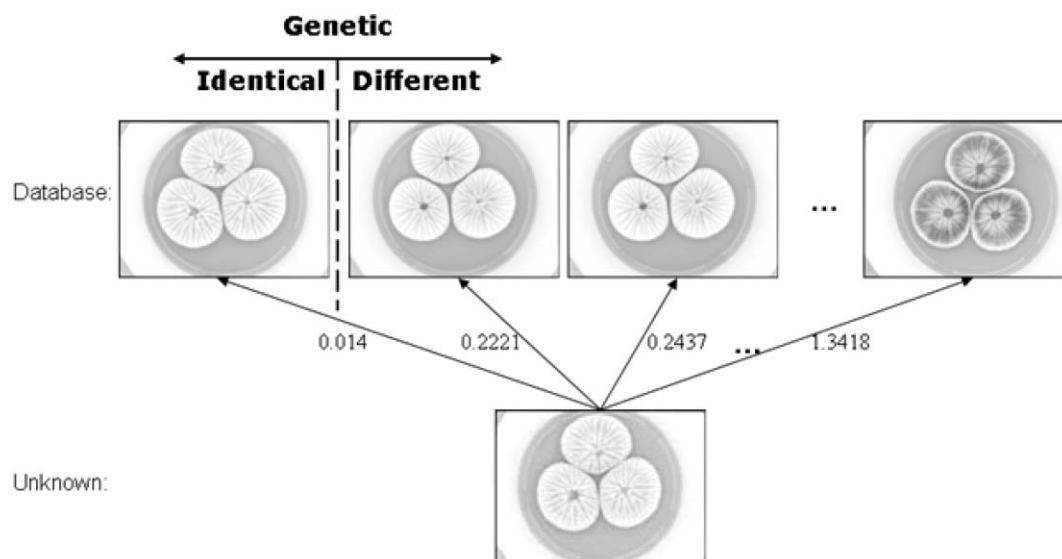 Genetic
Identical Different
Database:
...
0.014 0.2221 0.2437 ... 1.3418
Unknown: